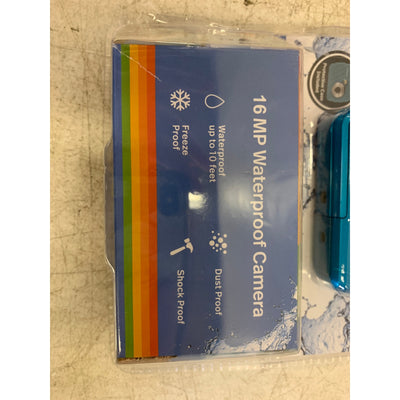 16 MP Waterproof Camera
Waterproof
up to 10 feet
Dust Proof
Freeze
Proof
Shock Proof